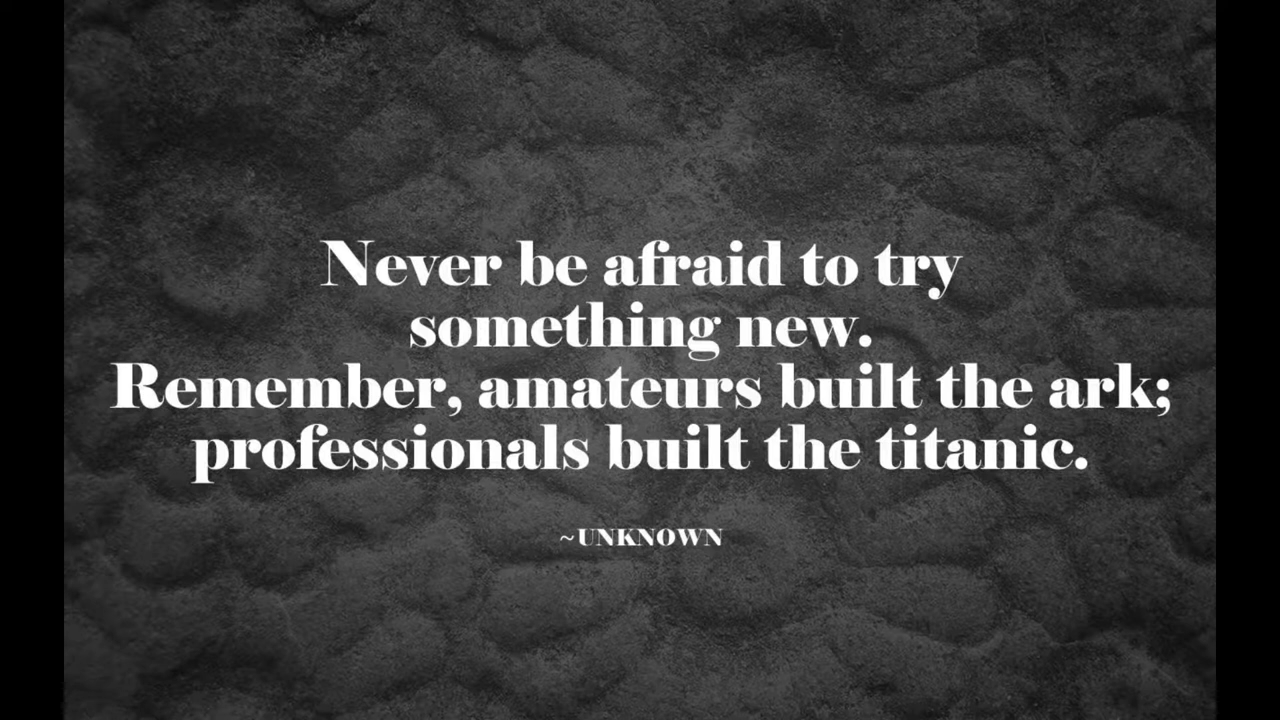 Never be afraid to try
something new.
Remember, amateurs built the ark;
professionals built the titanic.
~UNKNOWN